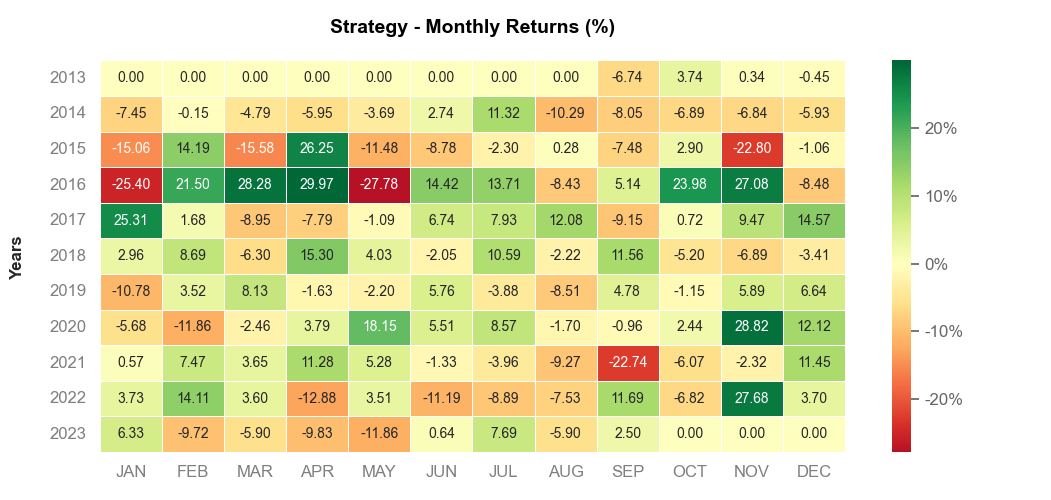 Strategy - Monthly Returns (%)
Years
2013 0.00 0.00 0.00 0.00 0.00 0.00 0.00 0.00 -6.74 3.74 0.34 -0.45
2014 -7.45 -0.15 -4.79 -5.95 -3.69 2.74 11.32 -10.29 -8.05 -6.89 -6.84 -5.93
2015 -15.06 14.19 -15.58 26.25 -11.48 -8.78 -2.30 0.28 -7.48 2.90 -22.80 -1.06
2016 -25.40 21.50 28.28 29.97 -27.78 14.42 13.71 -8.43 5.14 23.98 27.08 -8.48
2017 25.31 1.68 -8.95 -7.79 -1.09 6.74 7.93 12.08 -9.15 0.72 9.47 14.57
2018 2.96 8.69 -6.30 15.30 4.03 -2.05 10.59 -2.22 11.56 -5.20 -6.89 -3.41
2019 -10.78 3.52 8.13 -1.63 -2.20 5.76 -3.88 -8.51 4.78 -1.15 5.89 6.64
2020 -5.68 -11.86 -2.46 3.79 18.15 5.51 8.57 -1.70 -0.96 2.44 28.82 12.12
2021 0.57 7.47 3.65 11.28 5.28 -1.33 -3.96 -9.27 -22.74 -6.07 -2.32 11.45
2022 3.73 14.11 3.60 -12.88 3.51 -11.19 -8.89 -7.53 11.69 -6.82 27.68 3.70
2023 6.33 -9.72 -5.90 -9.83 -11.86 0.64 7.69 -5.90 2.50 0.00 0.00 0.00
JAN FEB MAR APR MAY JUN JUL AUG SEP OCT NOV DEC
20%
10%
0%
-10%
-20%